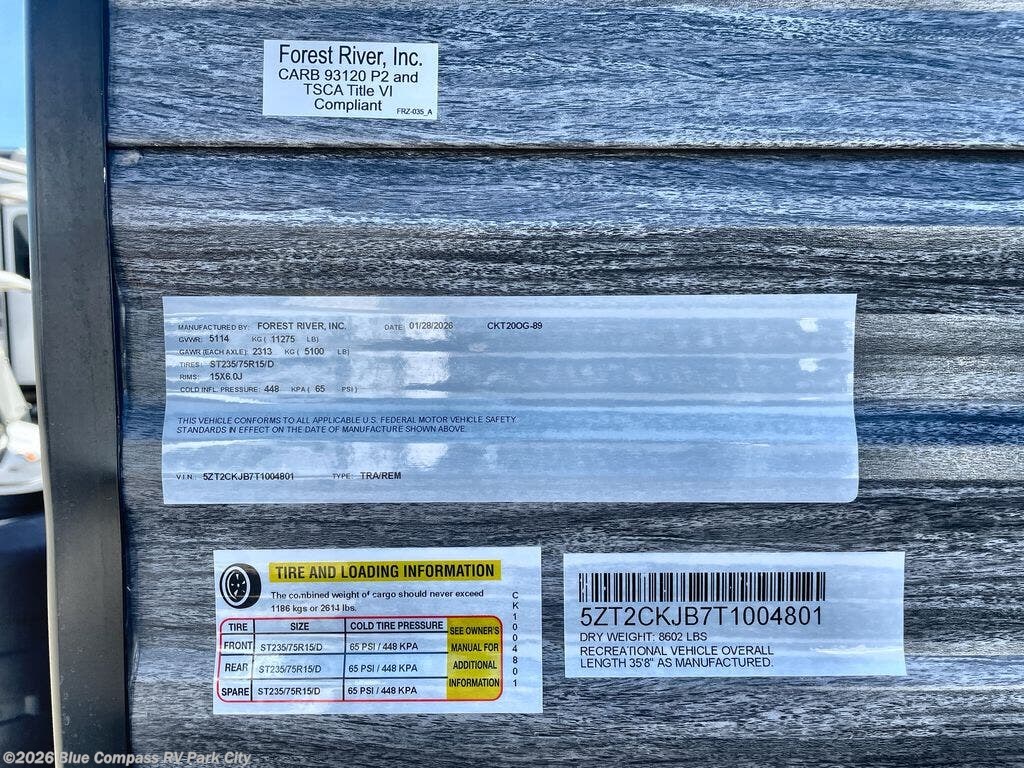 Forest River, Inc.
CARB 93120 P2 and
TSCA Title VI
Compliant
FRZ-035_A
MANUFACTURED BY: FOREST RIVER, INC. DATE 01/28/2026 CKT20OG-89
GVWR: 5114 KG ( 11275 LB)
GAWR (EACH AXLE): 2313 KG ( 5100 LB)
TIRES: ST235/75R15/D
RIMS: 15X6.0J
COLD INFL. PRESSURE: 448 KPA ( 65 PSI )
THIS VEHICLE CONFORMS TO ALL APPLICABLE U.S. FEDERAL MOTOR VEHICLE SAFETY
STANDARDS IN EFFECT ON THE DATE OF MANUFACTURE SHOWN ABOVE.
V.I.N.: 5ZT2CKJB7T1004801 TYPE: TRA/REM
TIRE AND LOADING INFORMATION
The combined weight of cargo should never exceed
1186 kgs or 2614 lbs.
TIRE SIZE COLD TIRE PRESSURE
FRONT ST235/75R15/D 65 PSI / 448 KPA
REAR ST235/75R15/D 65 PSI / 448 KPA
SPARE ST235/75R15/D 65 PSI / 448 KPA
SEE OWNER'S
MANUAL FOR
ADDITIONAL
INFORMATION
CK1004801
5ZT2CKJB7T1004801
DRY WEIGHT: 8602 LBS
RECREATIONAL VEHICLE OVERALL
LENGTH 35'8" AS MANUFACTURED.
©2026 Blue Compass RV Park City